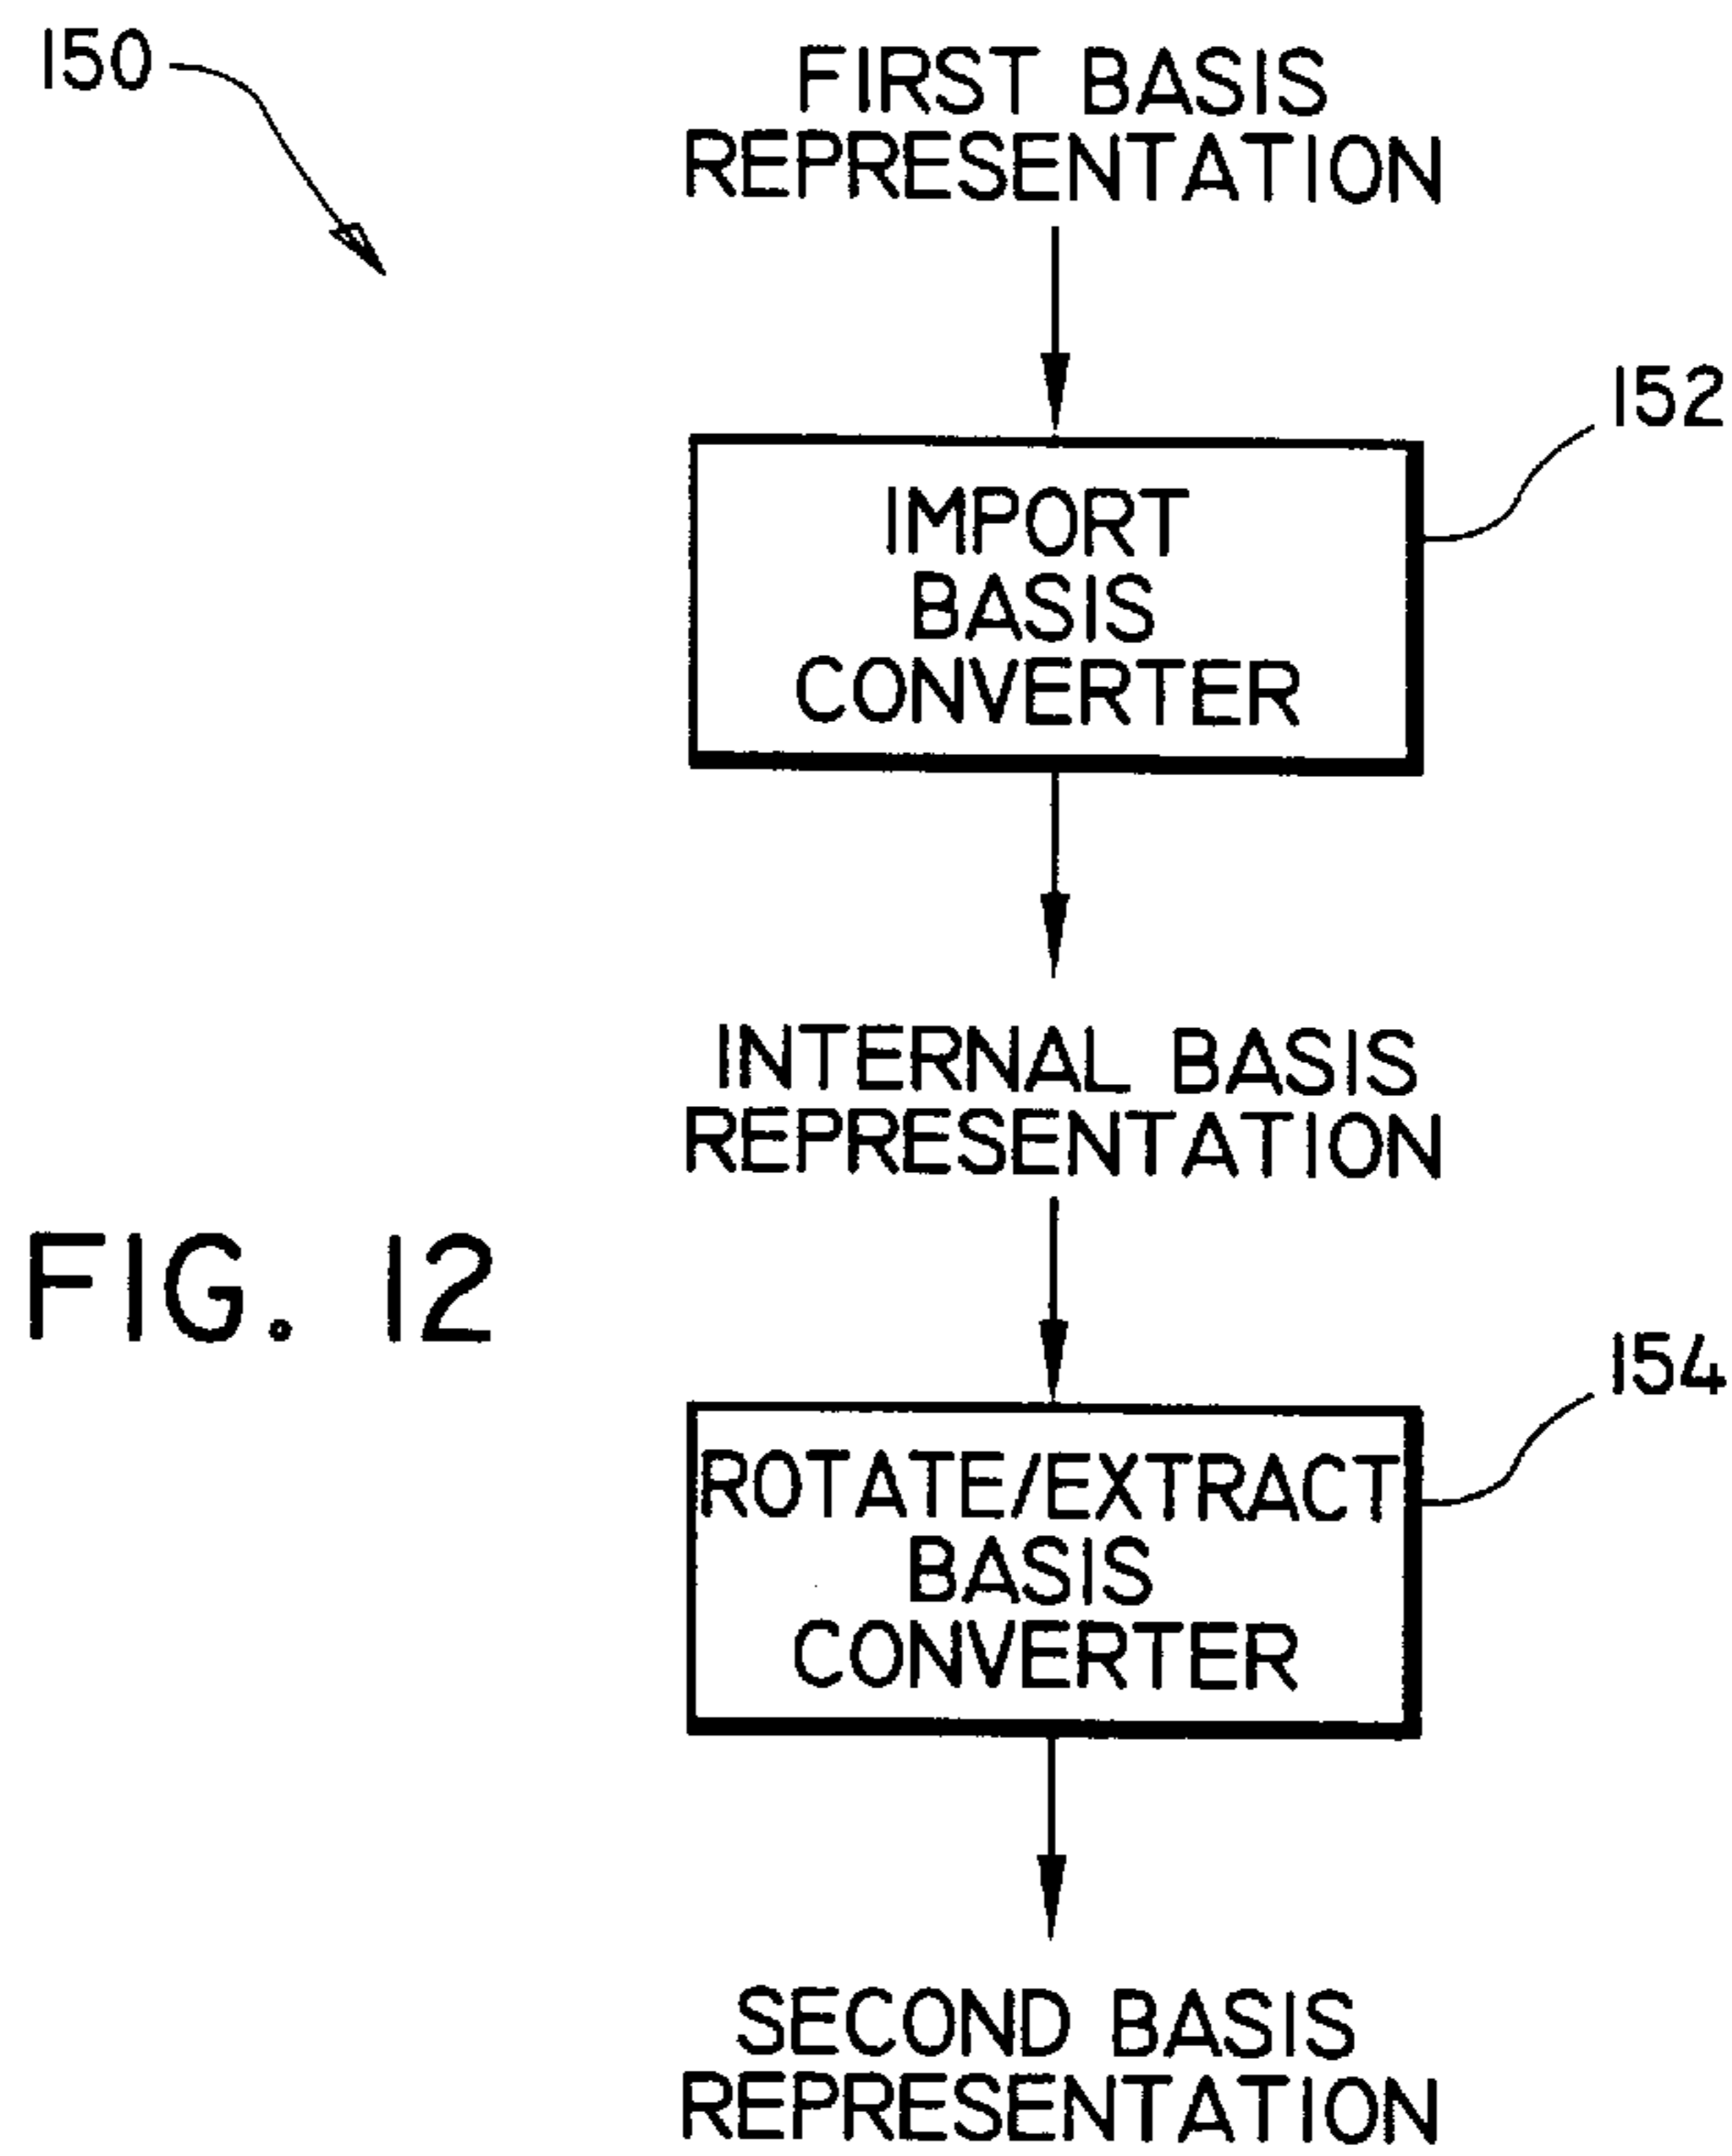 150
FIRST BASIS
REPRESENTATION
152
IMPORT
BASIS
CONVERTER
INTERNAL BASIS
REPRESENTATION
FIG. 12
154
ROTATE/EXTRACT
BASIS
CONVERTER
SECOND BASIS
REPRESENTATION